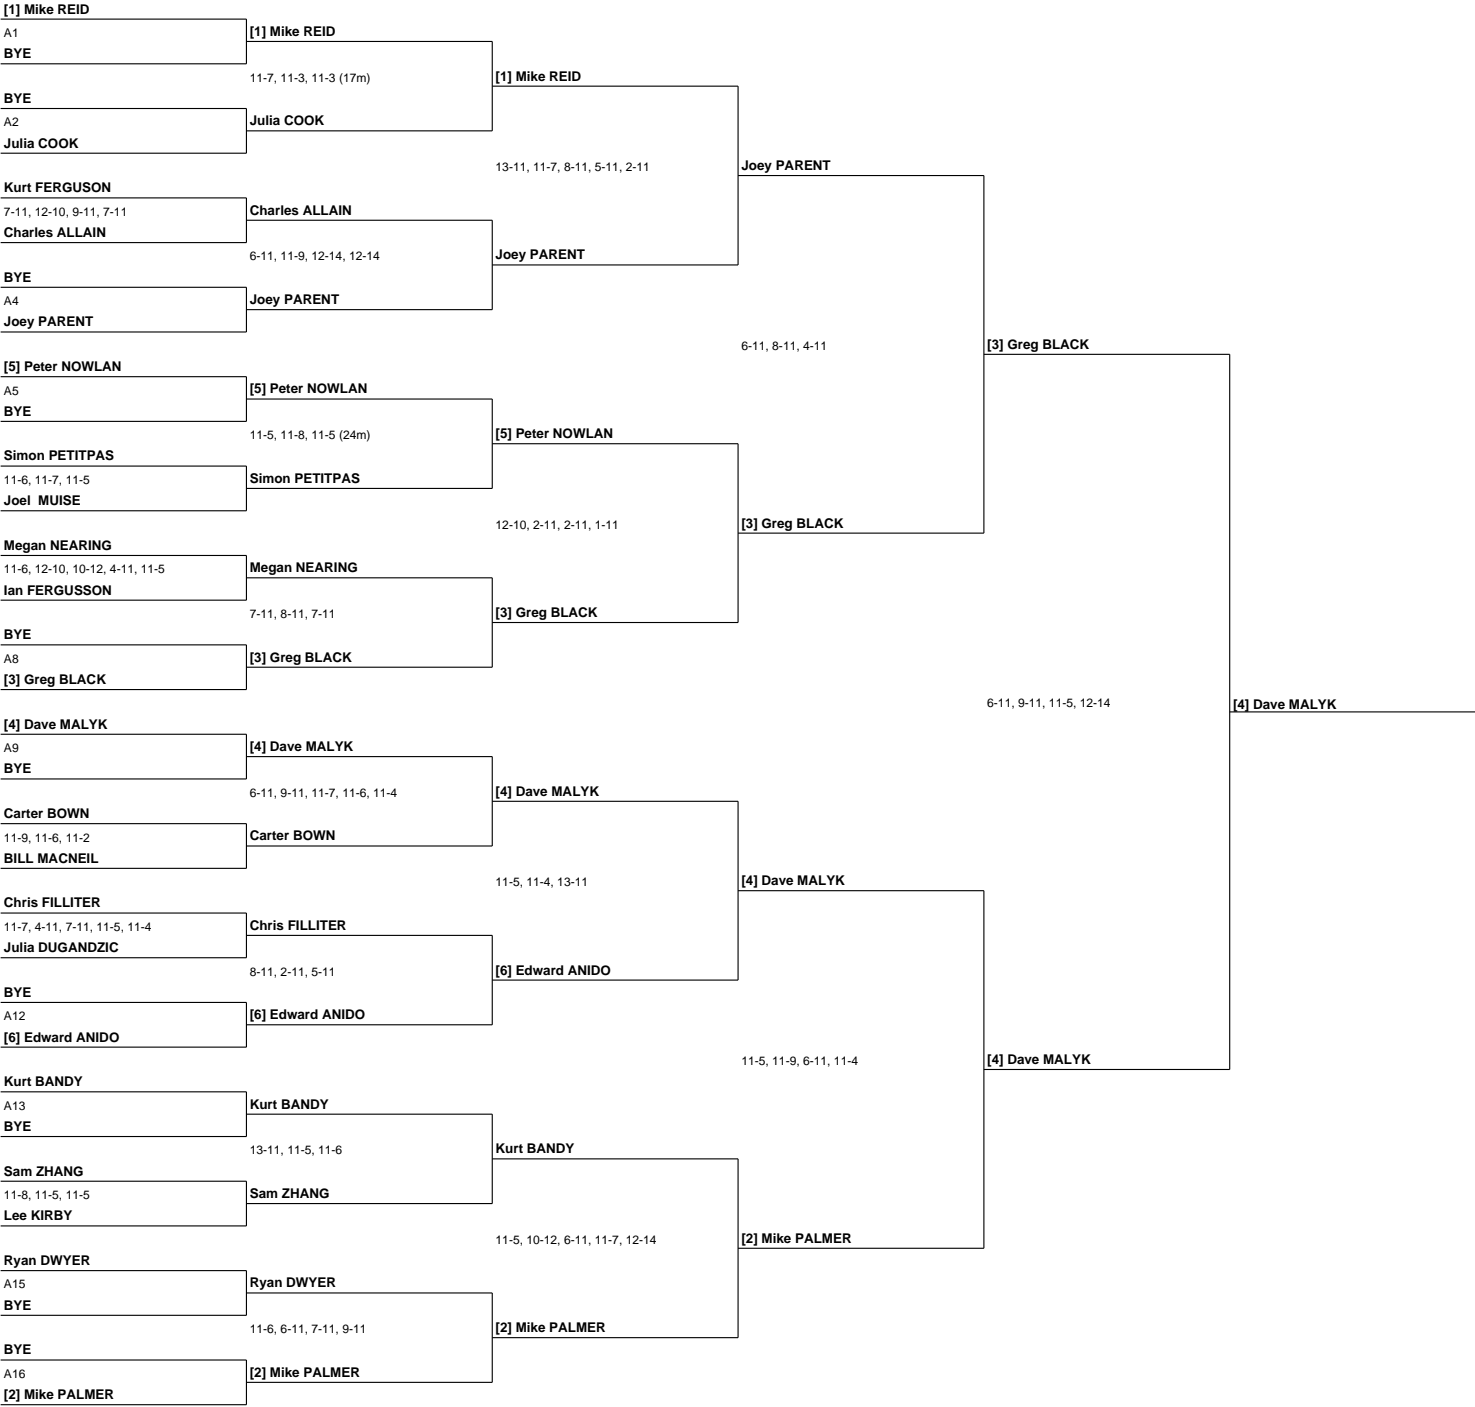 [1] Mike REID
A1
BYE
BYE
A2
Julia COOK
Kurt FERGUSON
7-11, 12-10, 9-11, 7-11
Charles ALLAIN
BYE
A4
Joey PARENT
[5] Peter NOWLAN
A5
BYE
Simon PETITPAS
11-6, 11-7, 11-5
Joel  MUISE
Megan NEARING
11-6, 12-10, 10-12, 4-11, 11-5
Ian FERGUSSON
BYE
A8
[3] Greg BLACK
[4] Dave MALYK
A9
BYE
Carter BOWN
11-9, 11-6, 11-2
BILL MACNEIL
Chris FILLITER
11-7, 4-11, 7-11, 11-5, 11-4
Julia DUGANDZIC
BYE
A12
[6] Edward ANIDO
Kurt BANDY
A13
BYE
Sam ZHANG
11-8, 11-5, 11-5
Lee KIRBY
Ryan DWYER
A15
BYE
BYE
A16
[2] Mike PALMER
[1] Mike REID
11-7, 11-3, 11-3 (17m)
Julia COOK
Charles ALLAIN
6-11, 11-9, 12-14, 12-14
Joey PARENT
[5] Peter NOWLAN
11-5, 11-8, 11-5 (24m)
Simon PETITPAS
Megan NEARING
7-11, 8-11, 7-11
[3] Greg BLACK
[4] Dave MALYK
6-11, 9-11, 11-7, 11-6, 11-4
Carter BOWN
Chris FILLITER
8-11, 2-11, 5-11
[6] Edward ANIDO
Kurt BANDY
13-11, 11-5, 11-6
Sam ZHANG
Ryan DWYER
11-6, 6-11, 7-11, 9-11
[2] Mike PALMER
[1] Mike REID
13-11, 11-7, 8-11, 5-11, 2-11
Joey PARENT
[5] Peter NOWLAN
12-10, 2-11, 2-11, 1-11
[3] Greg BLACK
[4] Dave MALYK
11-5, 11-4, 13-11
[6] Edward ANIDO
Kurt BANDY
11-5, 10-12, 6-11, 11-7, 12-14
[2] Mike PALMER
Joey PARENT
6-11, 8-11, 4-11
[3] Greg BLACK
[4] Dave MALYK
11-5, 11-9, 6-11, 11-4
[2] Mike PALMER
[3] Greg BLACK
6-11, 9-11, 11-5, 12-14
[4] Dave MALYK
[4] Dave MALYK